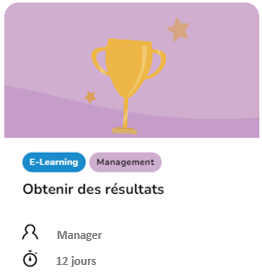 E-Learning Management
Obtenir des résultats
Manager
12 jours